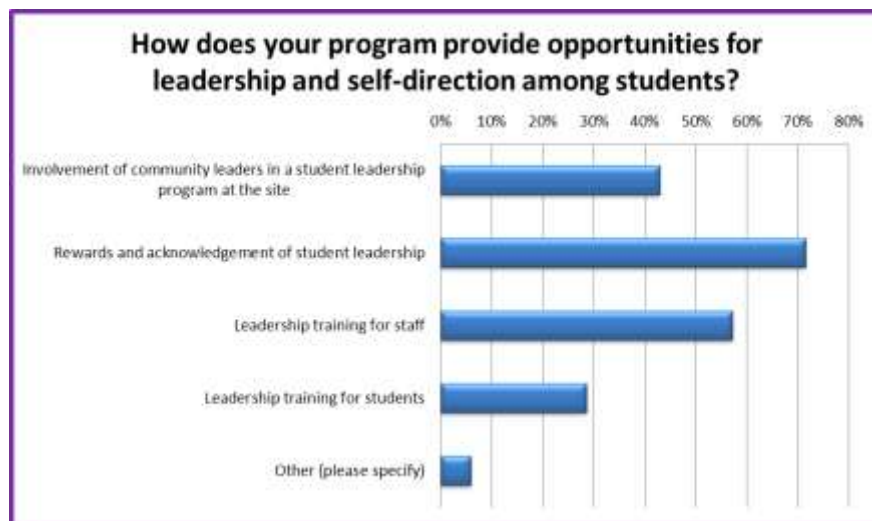 How does your program provide opportunities for
leadership and self-direction among students?
0% 10% 20% 30% 40% 50% 60% 70% 80%
Involvement of community leaders in a student leadership
program at the site
Rewards and acknowledgement of student leadership
Leadership training for staff
Leadership training for students
Other (please specify)